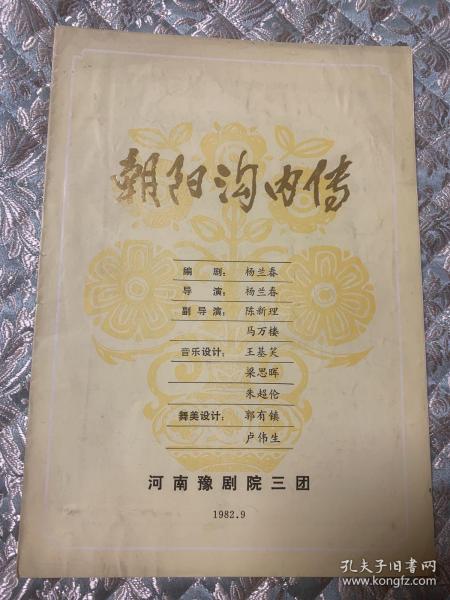 朝阳沟内传
编 剧： 杨兰春
导 演： 杨兰春
副导演： 陈新理
马万楼
音乐设计： 王基笑
梁思晖
朱超伦
舞美设计： 郭有镇
卢伟生
河南豫剧院三团
1982.9
孔夫子旧书网
www.kongfz.com